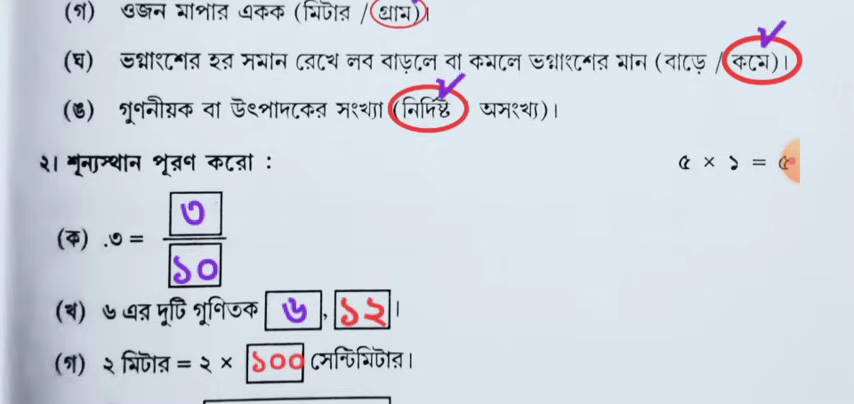 (গ) ওজন মাপার একক (মিটার / গ্রাম)।
(ঘ) ভগ্নাংশের হর সমান রেখে লব বাড়লে বা কমলে ভগ্নাংশের মান (বাড়ে / কমে)।
(ঙ) গুণনীয়ক বা উৎপাদকের সংখ্যা (নির্দিষ্ট / অসংখ্য)।
২। শূন্যস্থান পূরণ করো : ৫ × ১ = ৫
(ক) .৩ = ৩
১০
(খ) ৬ এর দুটি গুণিতক ৬ , ১২ ।
(গ) ২ মিটার = ২ × ১০০ সেন্টিমিটার।